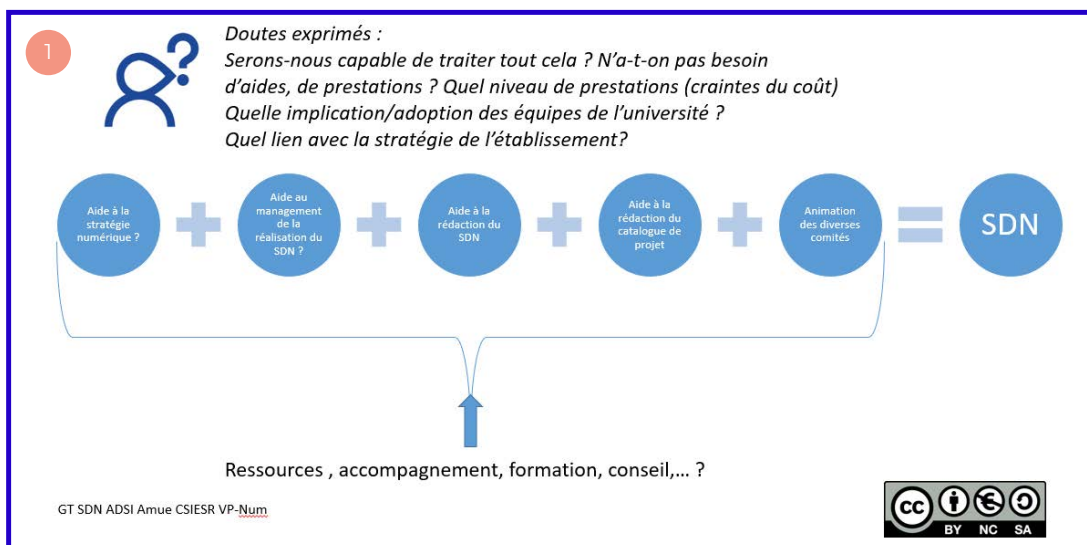 1
Doutes exprimés :
Serons-nous capable de traiter tout cela ? N’a-t-on pas besoin
d’aides, de prestations ? Quel niveau de prestations (craintes du coût)
Quelle implication/adoption des équipes de l’université ?
Quel lien avec la stratégie de l’établissement?
Aide à la
stratégie
numérique ?
Aide au
management
de la
réalisation du
SDN ?
Aide à la
rédaction du
SDN
Aide à la
rédaction du
catalogue de
projet
Animation
des diverses
comités
SDN
Ressources , accompagnement, formation, conseil,... ?
GT SDN ADSI Amue CSIESR VP-Num
cc
BY NC SA